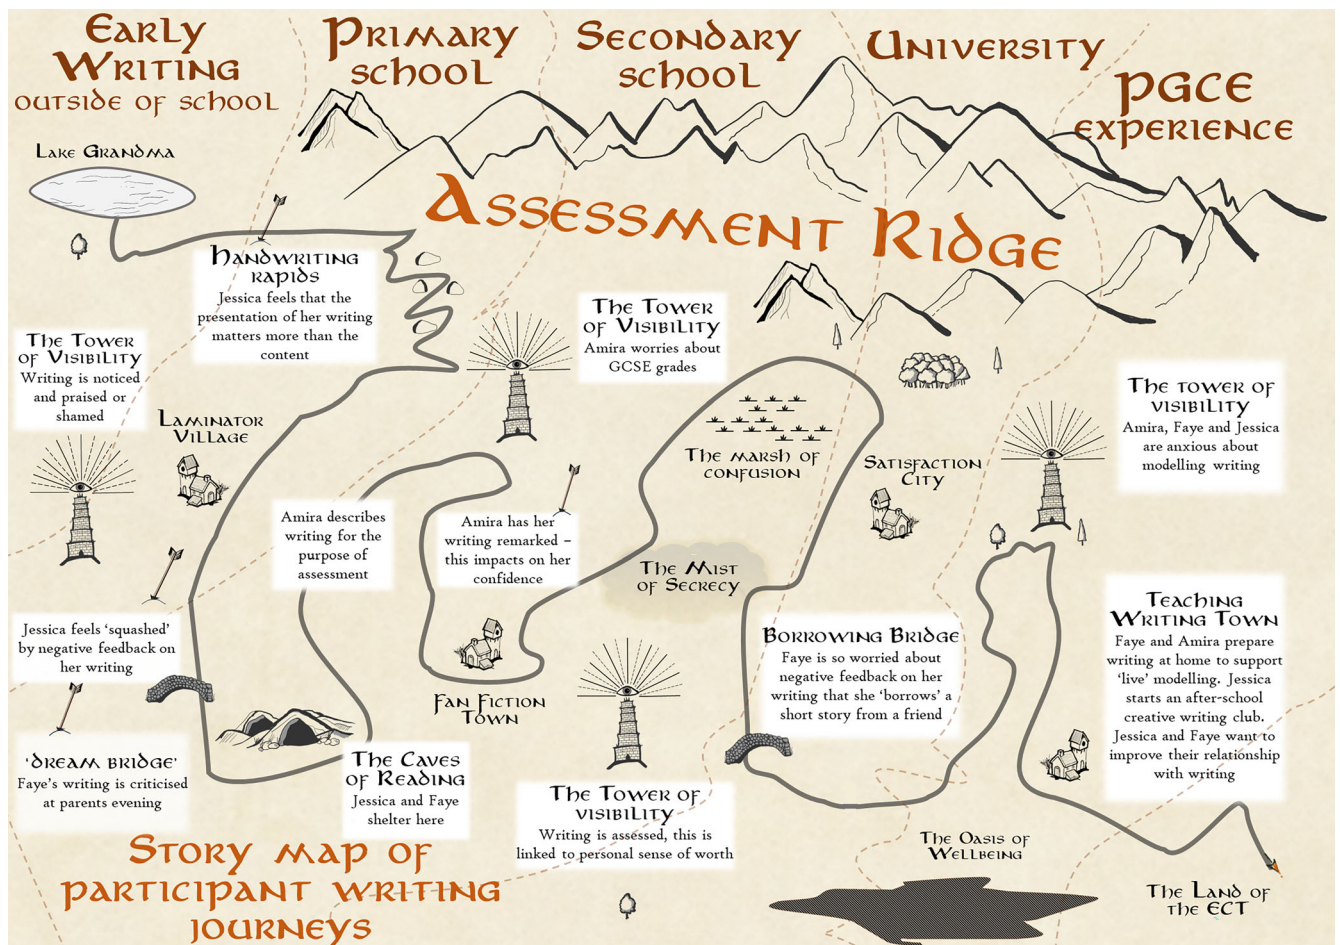 Early
Writing
outside of school
Primary
school
Secondary
school
University
PGCE
experience
Lake Grandma
Assessment Ridge
Handwriting
rapids
Jessica feels that the
presentation of her writing
matters more than the
content
The Tower
of Visibility
Writing is noticed
and praised or
shamed
Laminator
Village
The Tower
of Visibility
Amira worries about
GCSE grades
The marsh of
confusion
Satisfaction
City
The tower of
visibility
Amira, Faye and Jessica
are anxious about
modelling writing
Amira describes
writing for the
purpose of
assessment
Amira has her
writing remarked –
this impacts on her
confidence
The Mist
of Secrecy
Jessica feels ‘squashed’
by negative feedback on
her writing
Fan Fiction
Town
Borrowing Bridge
Faye is so worried about
negative feedback on her
writing that she ‘borrows’ a
short story from a friend
Teaching
Writing Town
Faye and Amira prepare
writing at home to support
‘live’ modelling. Jessica
starts an after-school
creative writing club.
Jessica and Faye want to
improve their relationship
with writing
‘dream bridge’
Faye’s writing is criticised
at parents evening
The Caves
of Reading
Jessica and Faye
shelter here
The Tower of
visibility
Writing is assessed, this is
linked to personal sense of worth
The Oasis of
Wellbeing
The Land of
the ECT
Story map of
participant writing
journeys